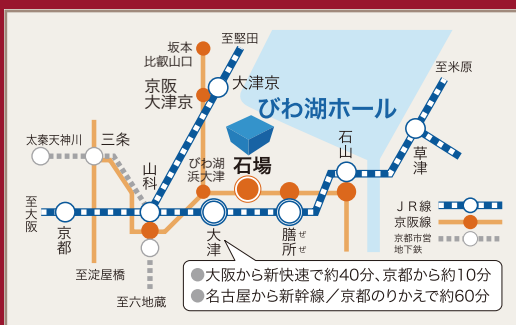 至堅田
坂本
比叡山口
至米原
大津京
京阪
大津京
びわ湖ホール
太秦天神川
三条
山科
びわ湖
浜大津
石場
石山
草津
至大阪
京都
大津
膳所
ぜぜ
JR線
京阪線
京都市営
地下鉄
至淀屋橋
至六地蔵
●大阪から新快速で約40分、京都から約10分
●名古屋から新幹線／京都のりかえで約60分